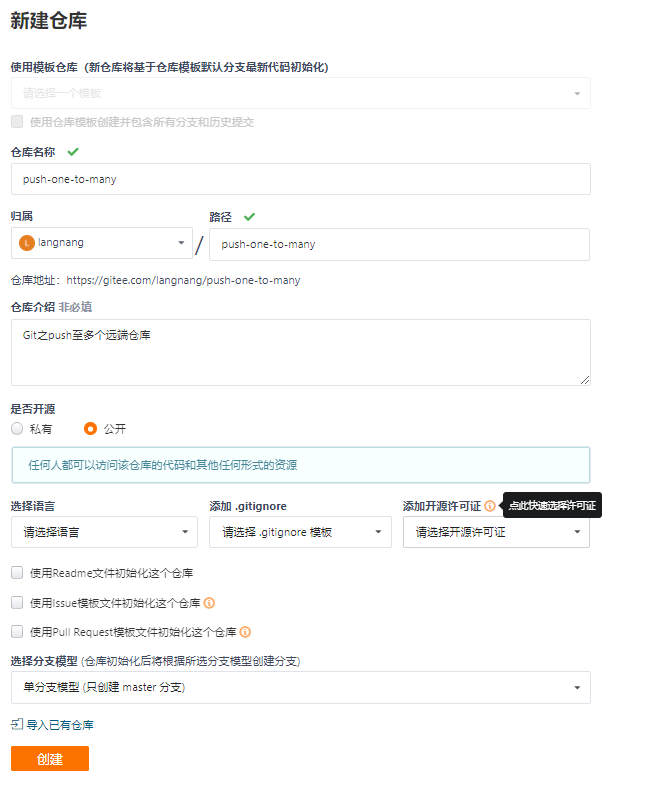 新建仓库
使用模板仓库（新仓库将基于仓库模板默认分支最新代码初始化）
请选择一个模板
使用仓库模板创建并包含所有分支和历史提交
仓库名称
push-one-to-many
归属 路径
L langnang / push-one-to-many
仓库地址：https://gitee.com/langnang/push-one-to-many
仓库介绍 非必填
Git之push至多个远端仓库
是否开源
私有 公开
任何人都可以访问该仓库的代码和其他任何形式的资源
选择语言 添加 .gitignore 添加开源许可证 点此快速选择许可证
请选择语言 请选择 .gitignore 模板 请选择开源许可证
使用Readme文件初始化这个仓库
使用Issue模板文件初始化这个仓库
使用Pull Request模板文件初始化这个仓库
选择分支模型 (仓库初始化后将根据所选分支模型创建分支)
单分支模型 (只创建 master 分支)
导入已有仓库
创建